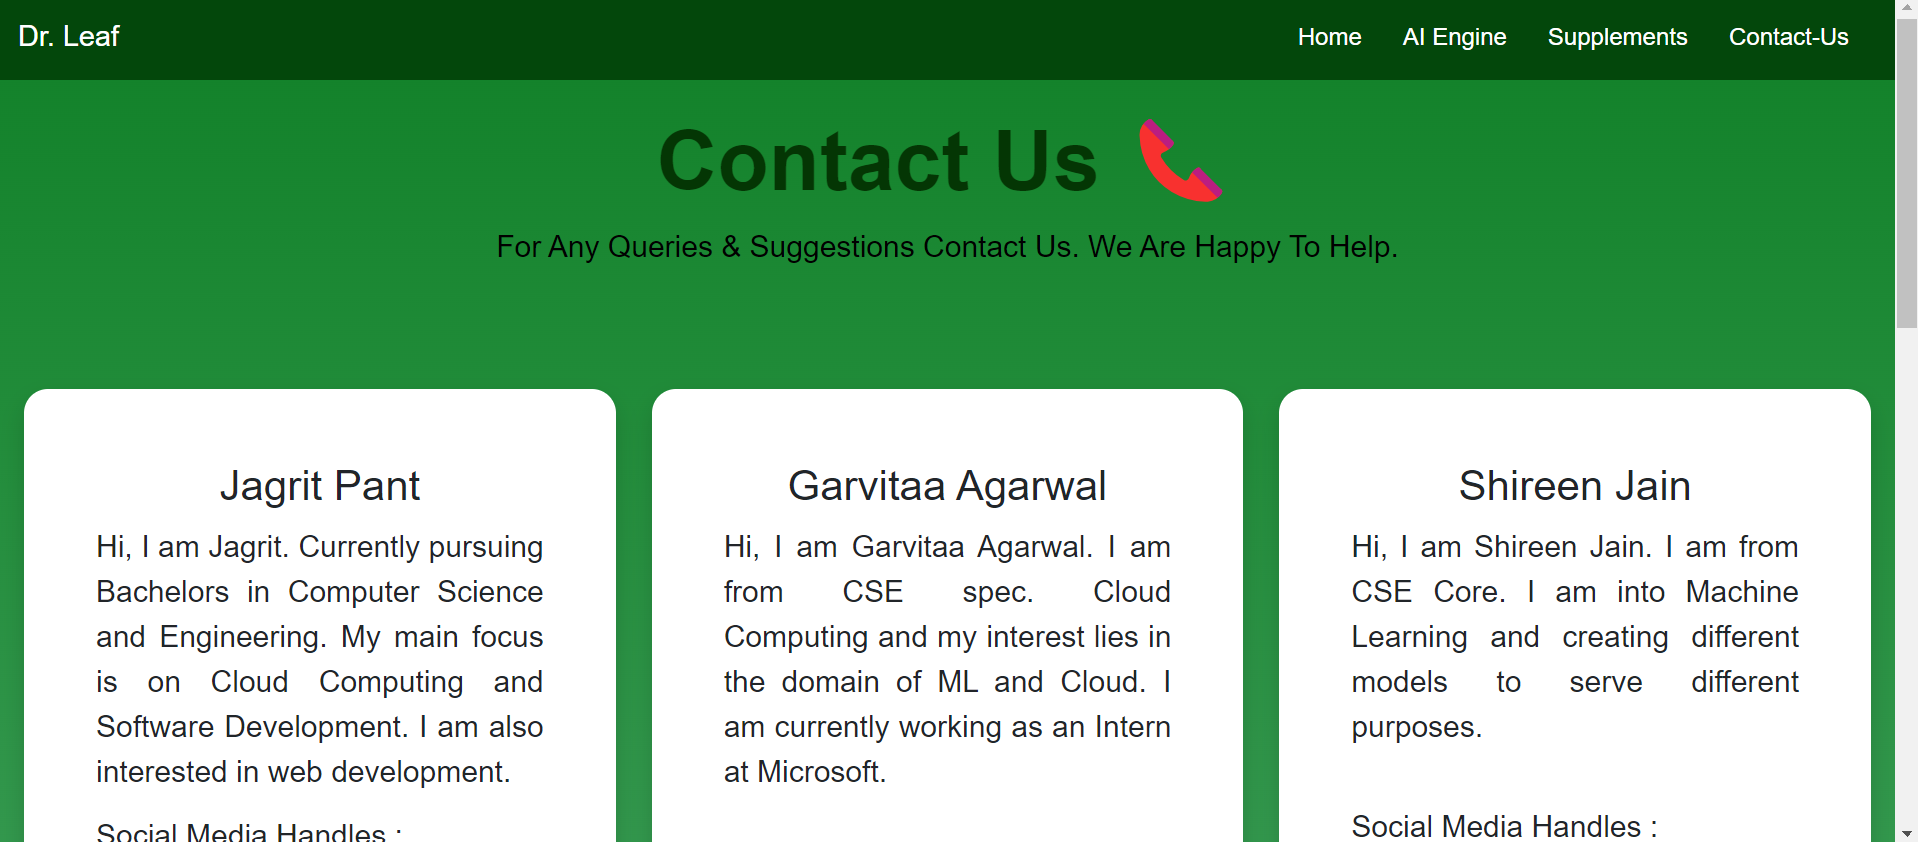 Dr. Leaf
Home AI Engine Supplements Contact-Us
Contact Us
For Any Queries & Suggestions Contact Us. We Are Happy To Help.
Jagrit Pant
Hi, I am Jagrit. Currently pursuing
Bachelors in Computer Science
and Engineering. My main focus
is on Cloud Computing and
Software Development. I am also
interested in web development.
Social Media Handles :
Garvitaa Agarwal
Hi, I am Garvitaa Agarwal. I am
from CSE spec. Cloud
Computing and my interest lies in
the domain of ML and Cloud. I
am currently working as an Intern
at Microsoft.
Shireen Jain
Hi, I am Shireen Jain. I am from
CSE Core. I am into Machine
Learning and creating different
models to serve different
purposes.
Social Media Handles :